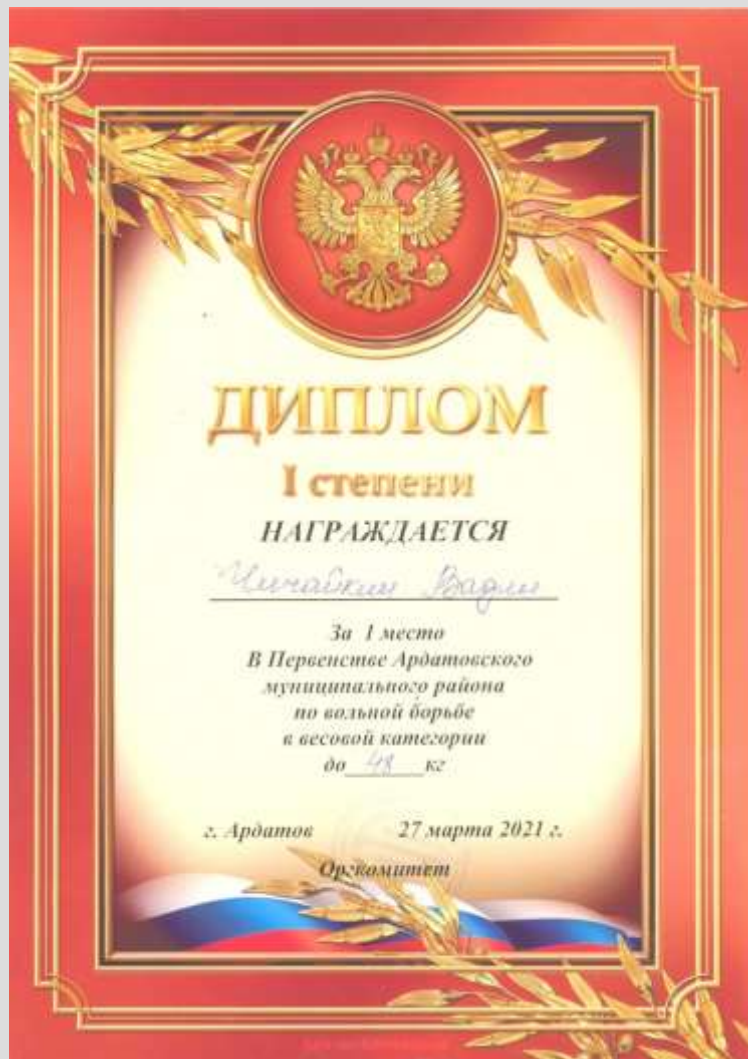 ДИПЛОМ
I степени
НАГРАЖДАЕТСЯ
Вадим
За 1 место
В Первенстве Ардатовского
муниципального района
по вольной борьбе
в весовой категории
до 48 кг
г. Ардатов 27 марта 2021 г.
Оргкомитет